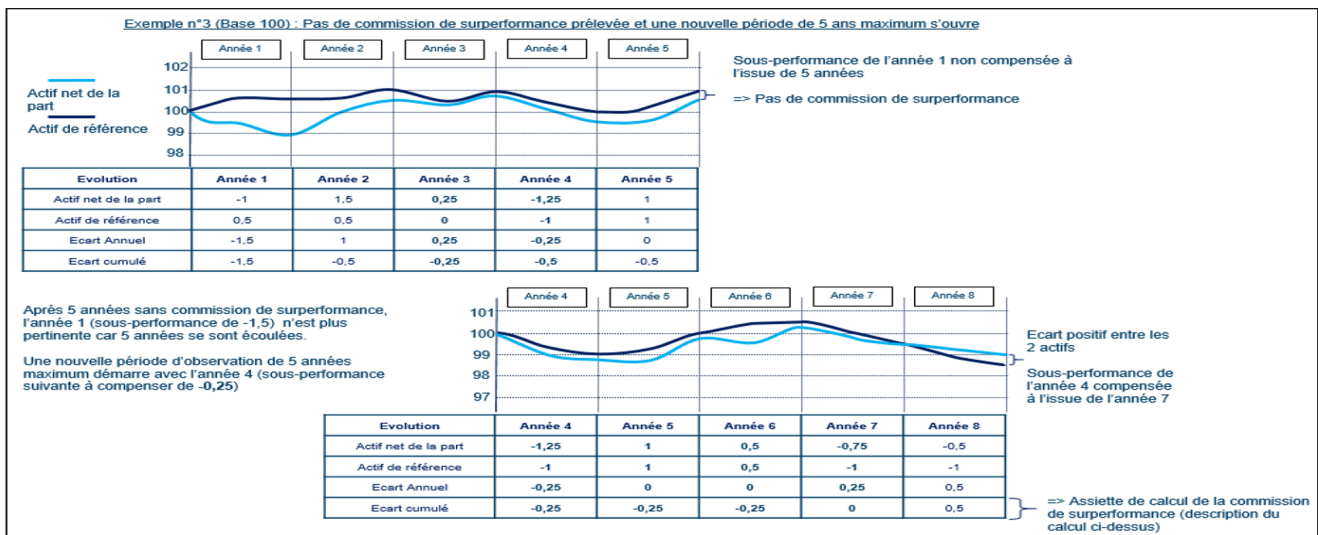 Exemple n°3 (Base 100) : Pas de commission de surperformance prélevée et une nouvelle période de 5 ans maximum s'ouvre
Année 1 Année 2 Année 3 Année 4 Année 5
Actif net de la
part
Actif de référence
102
101
100
99
98
Sous-performance de l'année 1 non compensée à
l'issue de 5 années
=> Pas de commission de surperformance
Evolution Année 1 Année 2 Année 3 Année 4 Année 5
Actif net de la part -1 1,5 0,25 -1,25 1
Actif de référence 0,5 0,5 0 -1 1
Ecart Annuel -1,5 1 0,25 -0,25 0
Ecart cumulé -1,5 -0,5 -0,25 -0,5 -0,5
Après 5 années sans commission de surperformance,
l'année 1 (sous-performance de -1,5) n'est plus
pertinente car 5 années se sont écoulées.
Une nouvelle période d'observation de 5 années
maximum démarre avec l'année 4 (sous-performance
suivante à compenser de -0,25)
Année 4 Année 5 Année 6 Année 7 Année 8
101
100
99
98
97
Ecart positif entre les
2 actifs
Sous-performance de
l'année 4 compensée
à l'issue de l'année 7
Evolution Année 4 Année 5 Année 6 Année 7 Année 8
Actif net de la part -1,25 1 0,5 -0,75 -0,5
Actif de référence -1 1 0,5 -1 -1
Ecart Annuel -0,25 0 0 0,25 0,5
Ecart cumulé -0,25 -0,25 -0,25 0 0,5
=> Assiette de calcul de la commission
de surperformance (description du
calcul ci-dessus)